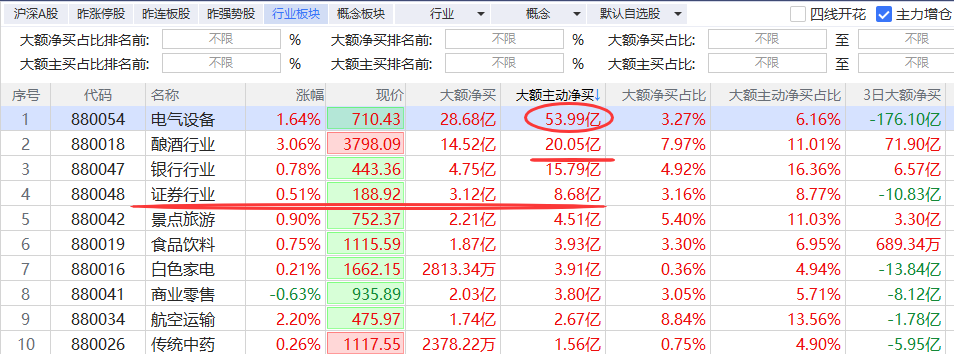 沪深A股 昨涨停股 昨连板股 昨强势股 行业板块 概念板块 行业 概念 默认自选股 四线开花 主力增仓
大额净买占比排名前: 不限 % 大额净买排名前: 不限 % 大额净买占比: 不限 至 不限
大额主买占比排名前: 不限 % 大额主买排名前: 不限 % 大额主买占比: 不限 至 不限
序号 代码 名称 涨幅 现价 大额净买 大额主动净买↓ 大额净买占比 大额主动净买占比 3日大额净买
1 880054 电气设备 1.64% 710.43 28.68亿 53.99亿 3.27% 6.16% -176.10亿
2 880018 酿酒行业 3.06% 3798.09 14.52亿 20.05亿 7.97% 11.01% 71.90亿
3 880047 银行行业 0.78% 443.36 4.75亿 15.79亿 4.92% 16.36% 6.57亿
4 880048 证券行业 0.51% 188.92 3.12亿 8.68亿 3.16% 8.77% -10.83亿
5 880042 景点旅游 0.90% 752.37 2.21亿 4.51亿 5.40% 11.03% 3.30亿
6 880019 食品饮料 0.75% 1115.59 1.87亿 3.93亿 3.30% 6.95% 689.34万
7 880016 白色家电 0.21% 1662.15 2813.34万 3.91亿 0.36% 4.94% -13.84亿
8 880041 商业零售 -0.63% 935.89 2.03亿 3.80亿 3.05% 5.71% -8.12亿
9 880034 航空运输 2.20% 475.97 1.74亿 2.67亿 8.84% 13.56% -1.78亿
10 880026 传统中药 0.26% 1117.55 2378.22万 1.56亿 0.75% 4.90% -5.95亿